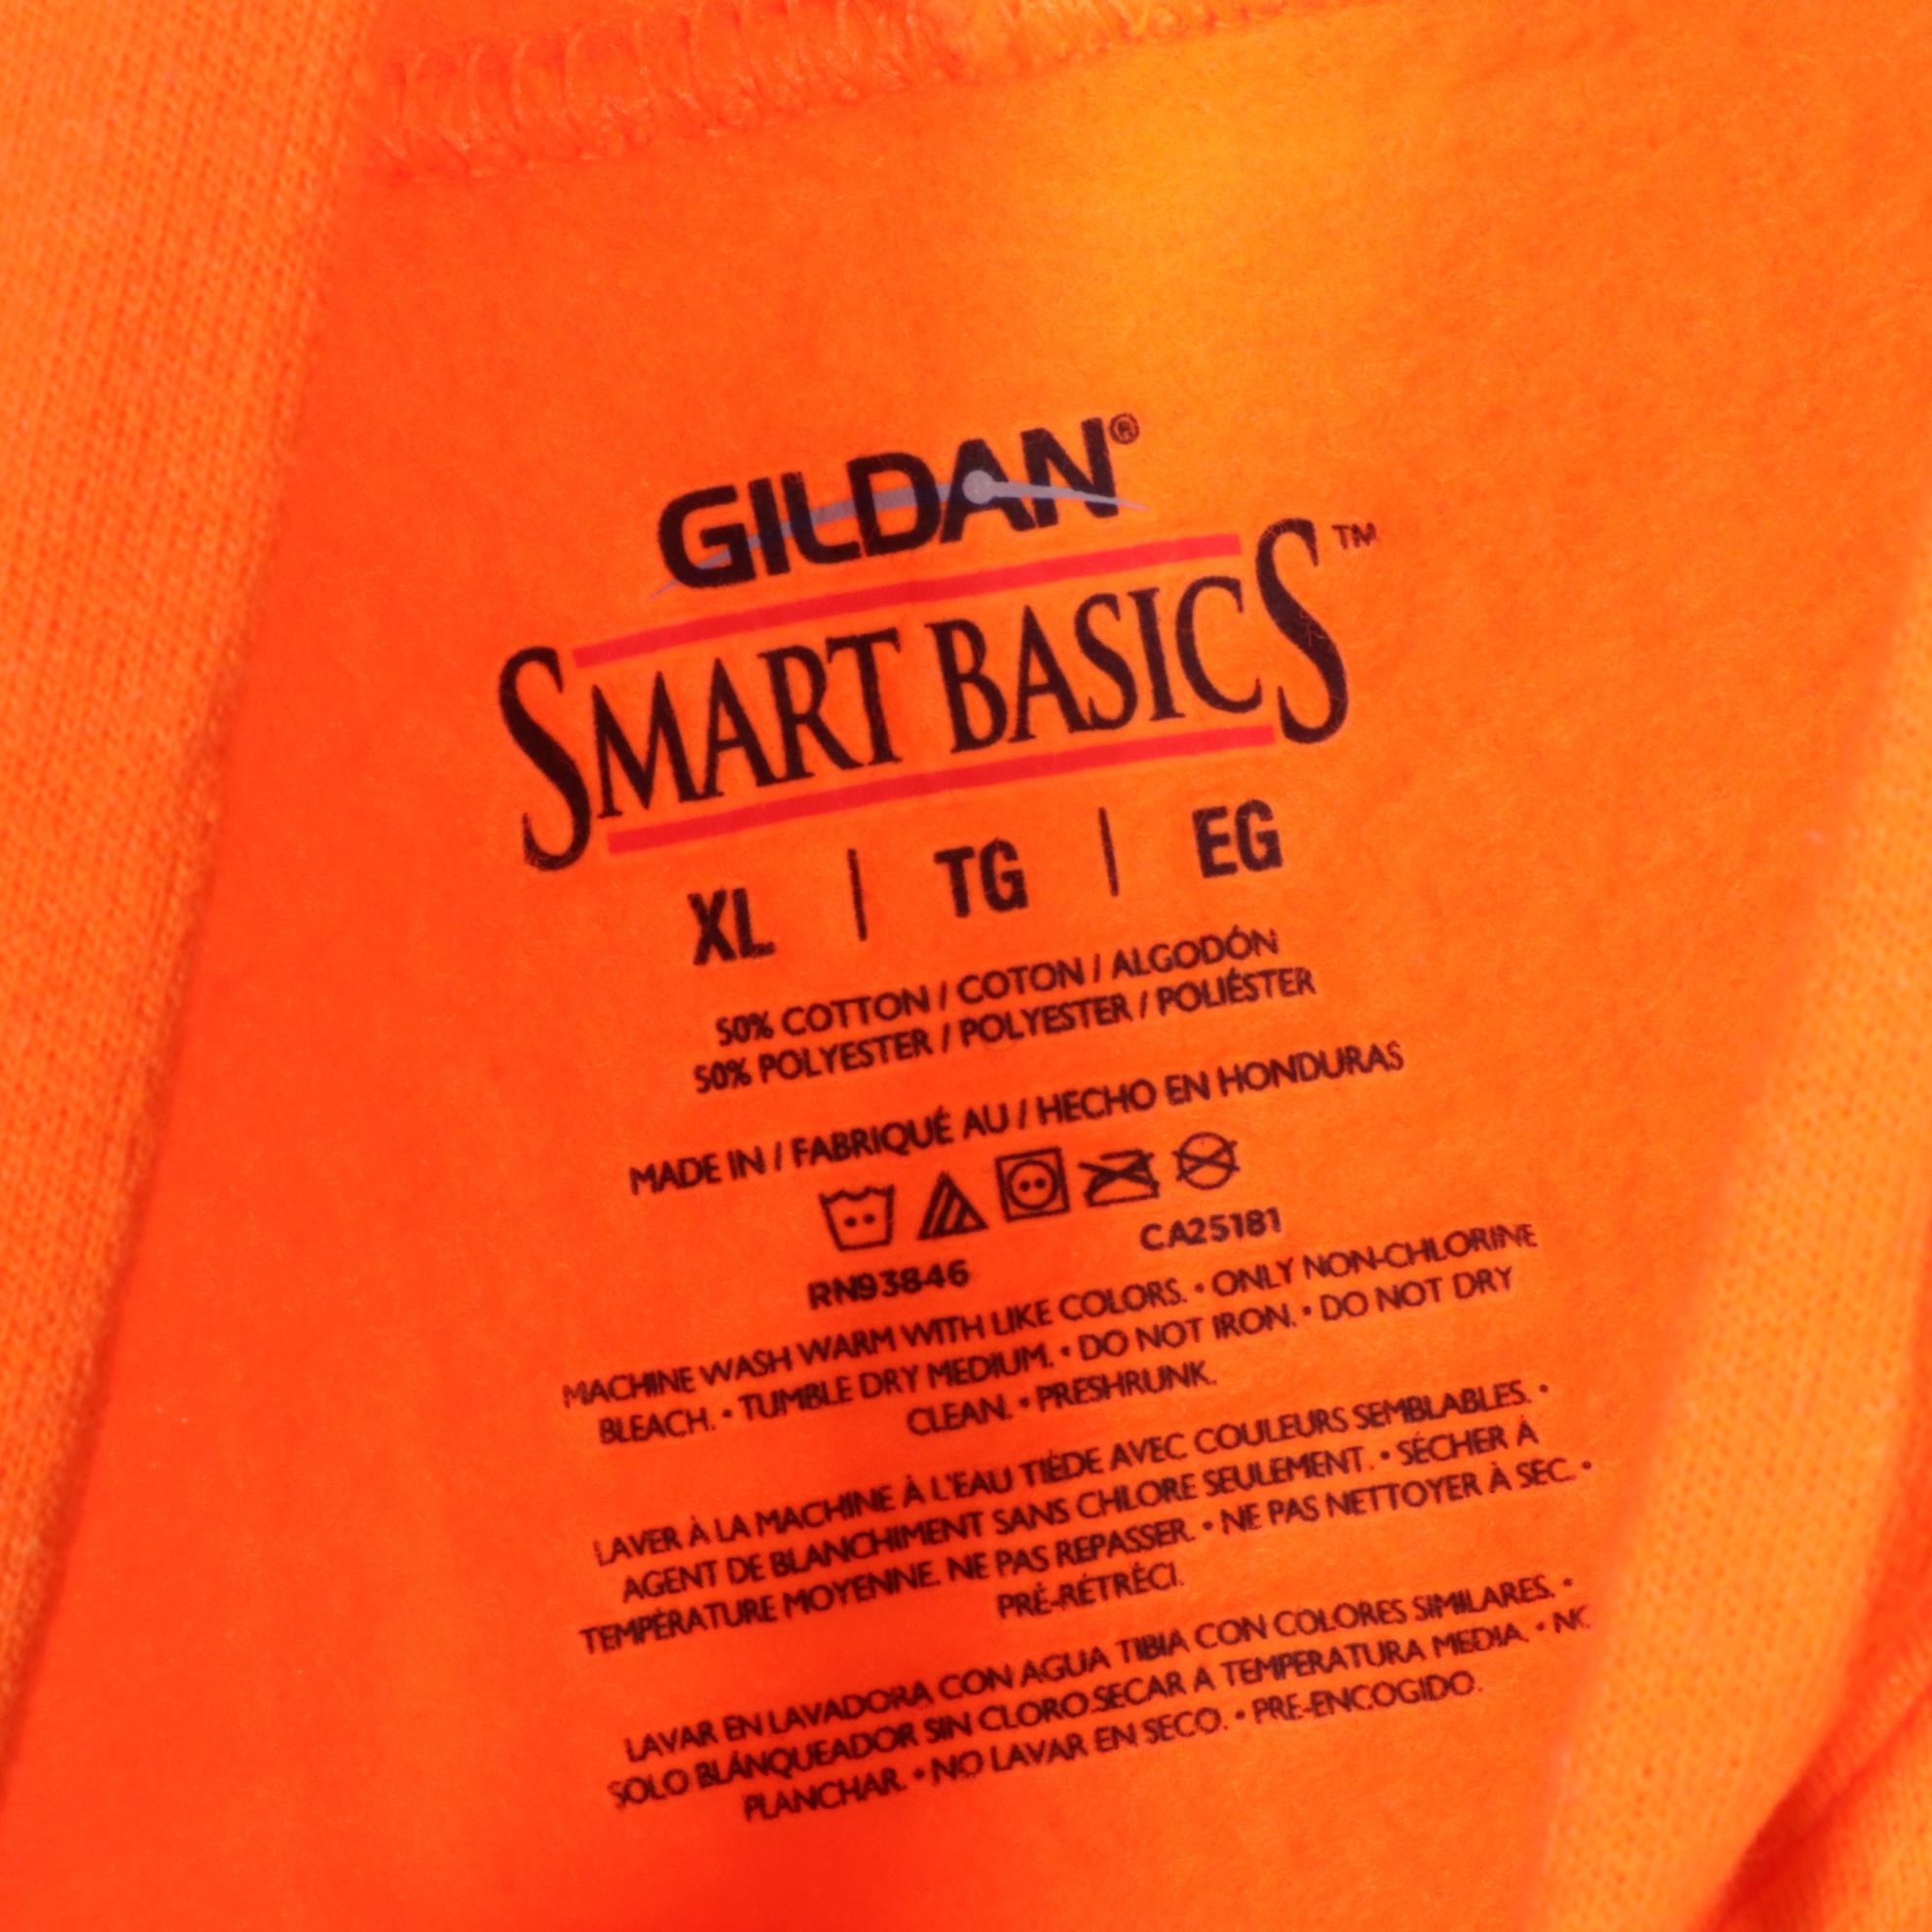 GILDAN®
SMART BASICS™
XL | TG | EG
50% COTTON / COTON / ALGODÓN
50% POLYESTER / POLYESTER / POLIÉSTER
MADE IN / FABRIQUÉ AU / HECHO EN HONDURAS
RN93846 CA25181
MACHINE WASH WARM WITH LIKE COLORS. • ONLY NON-CHLORINE
BLEACH. • TUMBLE DRY MEDIUM. • DO NOT IRON. • DO NOT DRY
CLEAN. • PRESHRUNK.
LAVER À LA MACHINE À L'EAU TIÈDE AVEC COULEURS SEMBLABLES. •
AGENT DE BLANCHIMENT SANS CHLORE SEULEMENT. • SÉCHER À
TEMPÉRATURE MOYENNE. NE PAS REPASSER. • NE PAS NETTOYER À SEC. •
PRÉ-RÉTRÉCI.
LAVAR EN LAVADORA CON AGUA TIBIA CON COLORES SIMILARES. •
SOLO BLANQUEADOR SIN CLORO.SECAR A TEMPERATURA MEDIA. • NO
PLANCHAR. • NO LAVAR EN SECO. • PRE-ENCOGIDO.